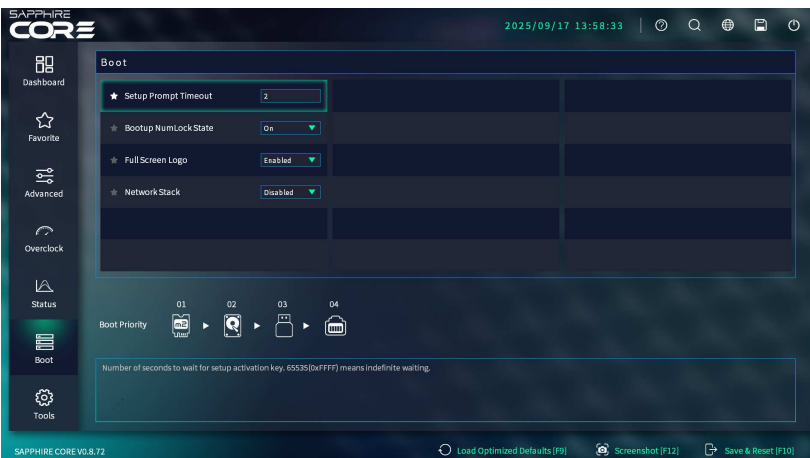 SAPPHIRE
CORE
2025/09/17 13:58:33
Dashboard
Favorite
Advanced
Overclock
Status
Boot
Tools
Boot
Setup Prompt Timeout 2
Bootup NumLock State On
Full Screen Logo Enabled
Network Stack Disabled
01 02 03 04
Boot Priority
m2
Number of seconds to wait for setup activation key. 65535(0xFFFF) means indefinite waiting.
SAPPHIRE CORE V0.8.72
Load Optimized Defaults [F9] Screenshot [F12] Save & Reset [F10]